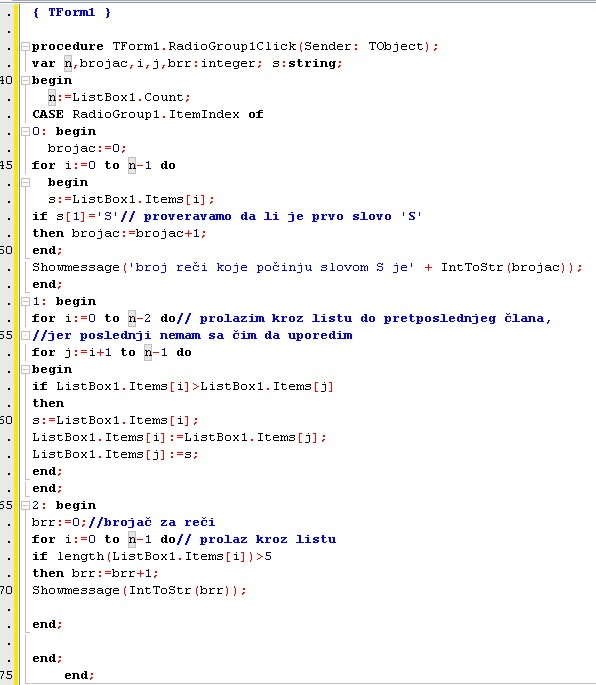 { TForm1 }
procedure TForm1.RadioGroup1Click(Sender: TObject);
var n,brojac,i,j,brr:integer; s:string;
40 begin
n:=ListBox1.Count;
CASE RadioGroup1.ItemIndex of
0: begin
brojac:=0;
45 for i:=0 to n-1 do
begin
s:=ListBox1.Items[i];
if s[1]='S'// proveravamo da li je prvo slovo 'S'
then brojac:=brojac+1;
50 end;
Showmessage('broj reči koje počinju slovom S je' + IntToStr(brojac));
end;
1: begin
for i:=0 to n-2 do// prolazim kroz listu do pretposlednjeg člana,
55 //jer poslednji nemam sa čim da uporedim
for j:=i+1 to n-1 do
begin
if ListBox1.Items[i]>ListBox1.Items[j]
then
60 s:=ListBox1.Items[i];
ListBox1.Items[i]:=ListBox1.Items[j];
ListBox1.Items[j]:=s;
end;
end;
65 2: begin
brr:=0;//brojač za reči
for i:=0 to n-1 do// prolaz kroz listu
if length(ListBox1.Items[i])>5
then brr:=brr+1;
70 Showmessage(IntToStr(brr));
end;
end;
75 end;